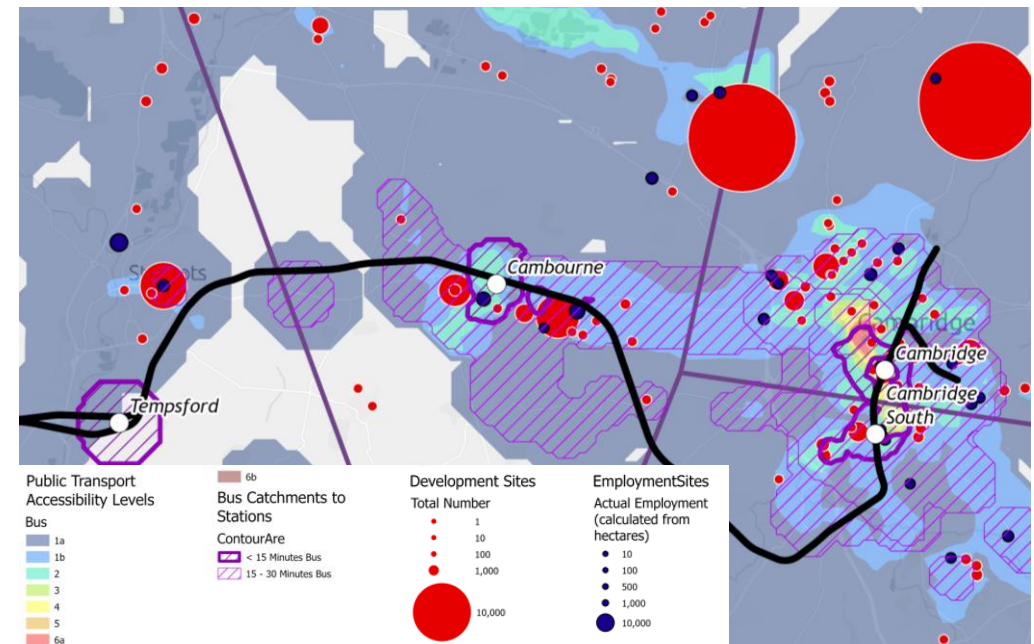 Cambourne
Cambridge
Cambridge
South
Tempsford
Public Transport
Accessibility Levels
Bus
1a
1b
2
3
4
5
6a
6b
Bus Catchments to
Stations
ContourAre
< 15 Minutes Bus
15 - 30 Minutes Bus
Development Sites
Total Number
1
10
100
1,000
10,000
EmploymentSites
Actual Employment
(calculated from
hectares)
10
100
500
1,000
10,000